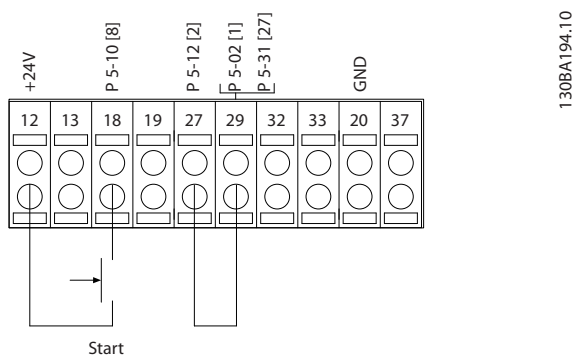 +24V
P 5-10 [8]
P 5-12 [2]
P 5-02 [1]
P 5-31 [27]
GND
130BA194.10
12 13 18 19 27 29 32 33 20 37
Start